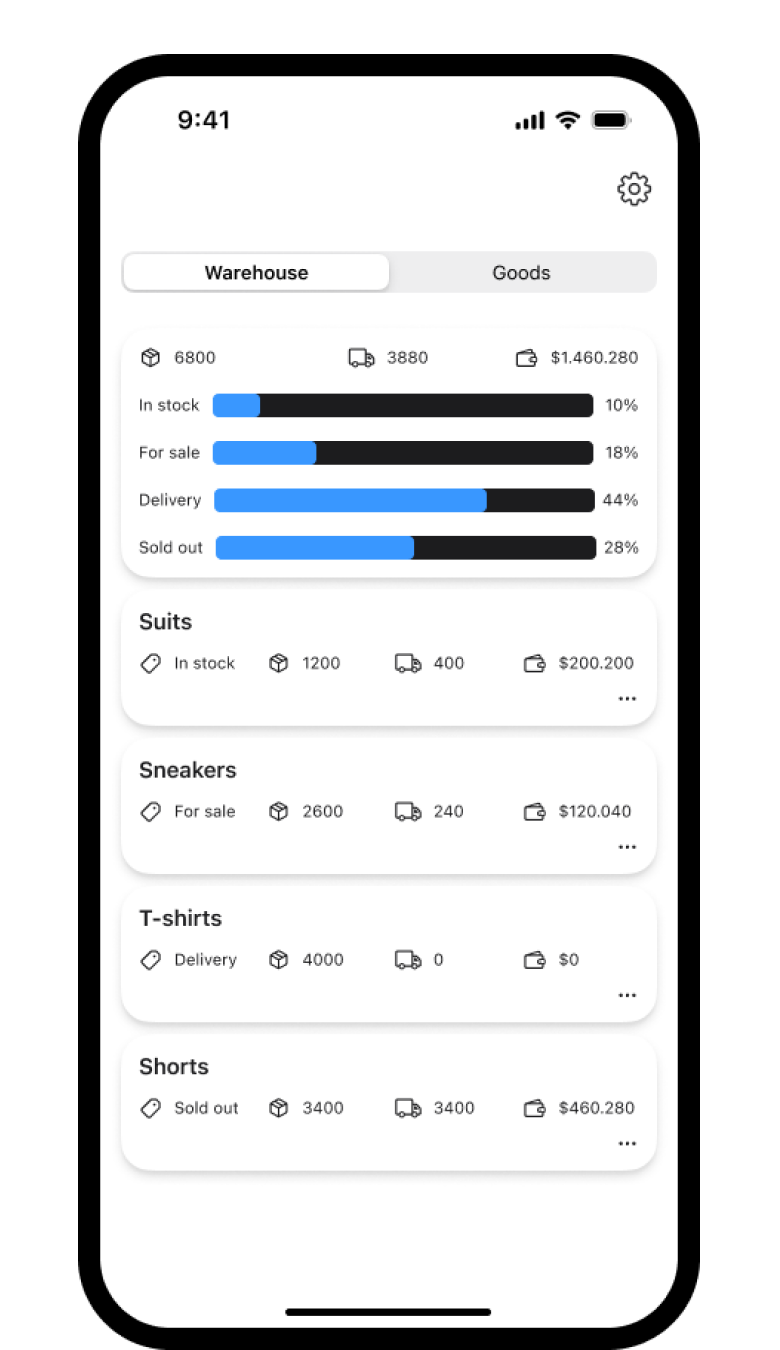 9:41
Warehouse Goods
6800 3880 $1.460.280
In stock 10%
For sale 18%
Delivery 44%
Sold out 28%
Suits
In stock 1200 400 $200.200
...
Sneakers
For sale 2600 240 $120.040
...
T-shirts
Delivery 4000 0 $0
...
Shorts
Sold out 3400 3400 $460.280
...